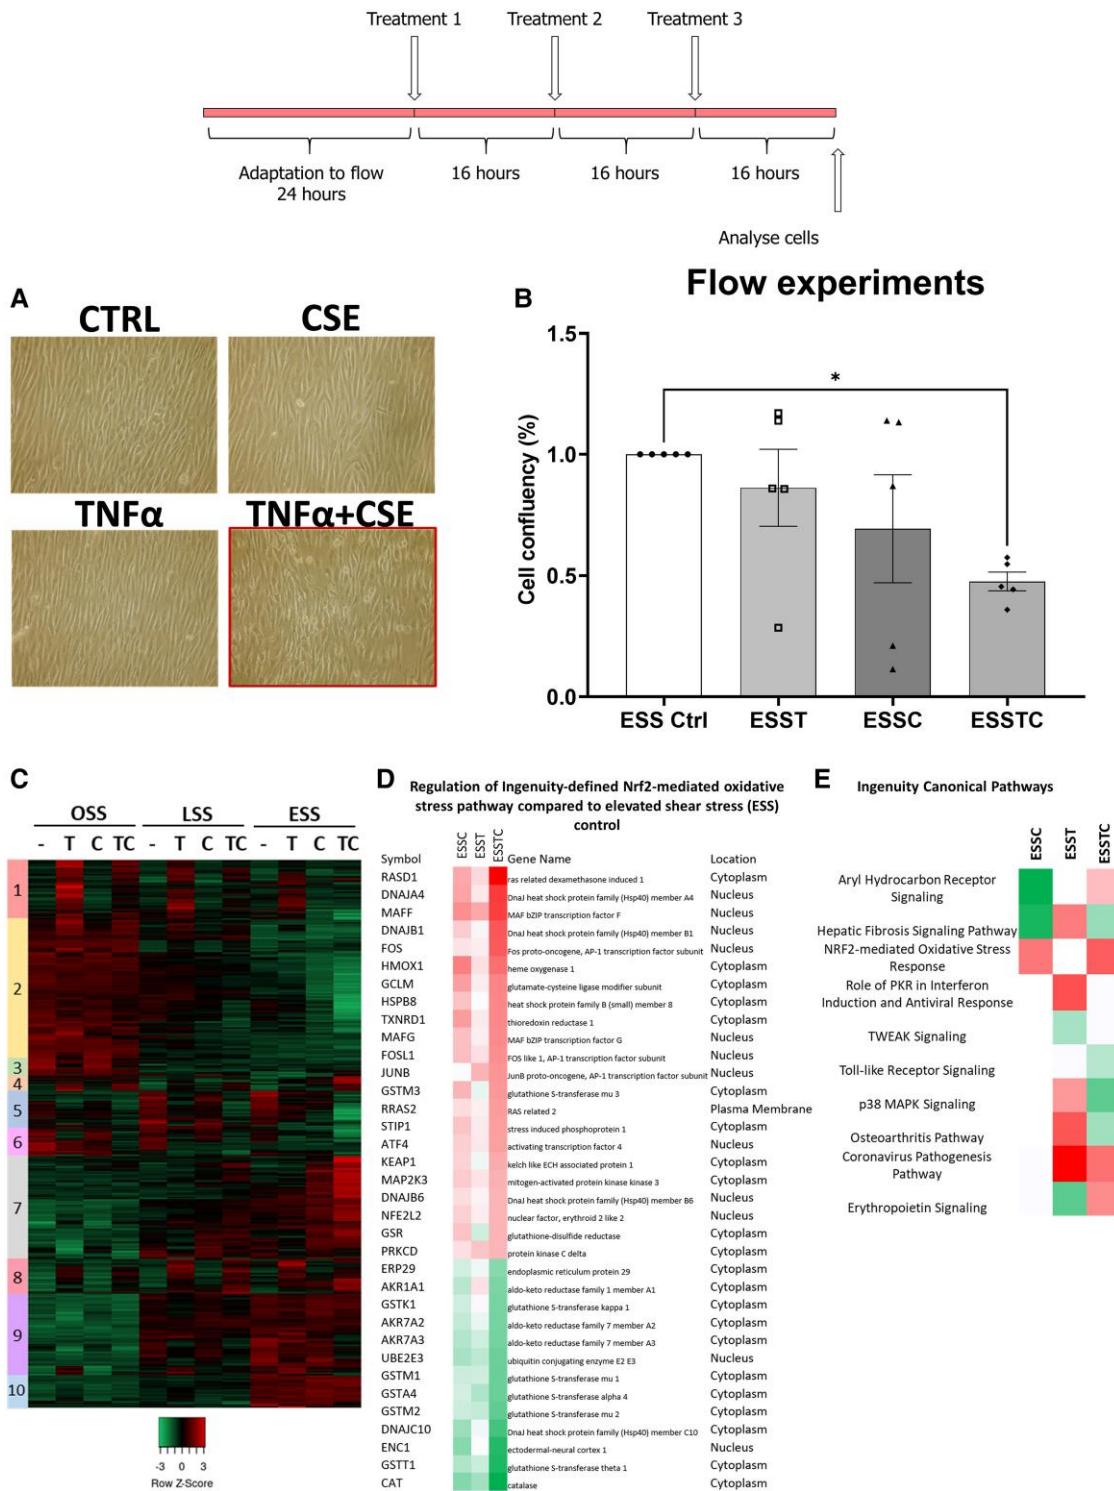 Treatment 1 Treatment 2 Treatment 3
Adaptation to flow
24 hours
16 hours 16 hours 16 hours
Analyse cells
A
CTRL CSE
TNFα TNFα+CSE
B
Flow experiments
Cell confluency (%)
1.5
1.0
0.5
0.0
*
ESS Ctrl ESST ESSC ESSTC
C
OSS LSS ESS
- T C TC - T C TC - T C TC
1
2
3
4
5
6
7
8
9
10
-3 0 3
Row Z-Score
D
Regulation of Ingenuity-defined Nrf2-mediated oxidative
stress pathway compared to elevated shear stress (ESS)
control
Symbol ESSC ESST ESSTC Gene Name Location
RASD1 ras related dexamethasone induced 1 Cytoplasm
DNAJA4 DnaJ heat shock protein family (Hsp40) member A4 Nucleus
MAFF MAF bZIP transcription factor F Nucleus
DNAJB1 DnaJ heat shock protein family (Hsp40) member B1 Nucleus
FOS Fos proto-oncogene, AP-1 transcription factor subunit Nucleus
HMOX1 heme oxygenase 1 Cytoplasm
GCLM glutamate-cysteine ligase modifier subunit Cytoplasm
HSPB8 heat shock protein family B (small) member 8 Cytoplasm
TXNRD1 thioredoxin reductase 1 Cytoplasm
MAFG MAF bZIP transcription factor G Nucleus
FOSL1 FOS like 1, AP-1 transcription factor subunit Nucleus
JUNB JunB proto-oncogene, AP-1 transcription factor subunit Nucleus
GSTM3 glutathione S-transferase mu 3 Cytoplasm
RRAS2 RAS related 2 Plasma Membrane
STIP1 stress induced phosphoprotein 1 Cytoplasm
ATF4 activating transcription factor 4 Nucleus
KEAP1 kelch like ECH associated protein 1 Cytoplasm
MAP2K3 mitogen-activated protein kinase kinase 3 Cytoplasm
DNAJB6 DnaJ heat shock protein family (Hsp40) member B6 Nucleus
NFE2L2 nuclear factor, erythroid 2 like 2 Nucleus
GSR glutathione-disulfide reductase Cytoplasm
PRKCD protein kinase C delta Cytoplasm
ERP29 endoplasmic reticulum protein 29 Cytoplasm
AKR1A1 aldo-keto reductase family 1 member A1 Cytoplasm
GSTK1 glutathione S-transferase kappa 1 Cytoplasm
AKR7A2 aldo-keto reductase family 7 member A2 Cytoplasm
AKR7A3 aldo-keto reductase family 7 member A3 Cytoplasm
UBE2E3 ubiquitin conjugating enzyme E2 E3 Nucleus
GSTM1 glutathione S-transferase mu 1 Cytoplasm
GSTA4 glutathione S-transferase alpha 4 Cytoplasm
GSTM2 glutathione S-transferase mu 2 Cytoplasm
DNAJC10 DnaJ heat shock protein family (Hsp40) member C10 Cytoplasm
ENC1 ectodermal-neural cortex 1 Nucleus
GSTT1 glutathione S-transferase theta 1 Cytoplasm
CAT catalase Cytoplasm
E
Ingenuity Canonical Pathways
ESSC ESST ESSTC
Aryl Hydrocarbon Receptor
Signaling
Hepatic Fibrosis Signaling Pathway
NRF2-mediated Oxidative Stress
Response
Role of PKR in Interferon
Induction and Antiviral Response
TWEAK Signaling
Toll-like Receptor Signaling
p38 MAPK Signaling
Osteoarthritis Pathway
Coronavirus Pathogenesis
Pathway
Erythropoietin Signaling